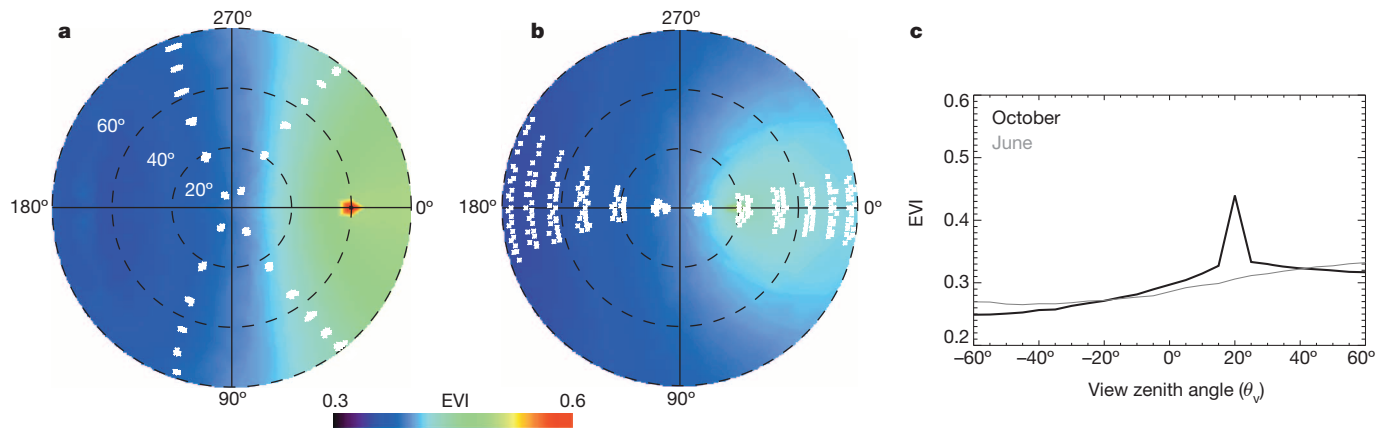 a
270°
60°
40°
20°
180°
0°
90°
b
270°
180°
0°
90°
0.3 EVI 0.6
c
October
June
EVI
0.6
0.5
0.4
0.3
0.2
–60° –40° –20° 0° 20° 40° 60°
View zenith angle (θv)